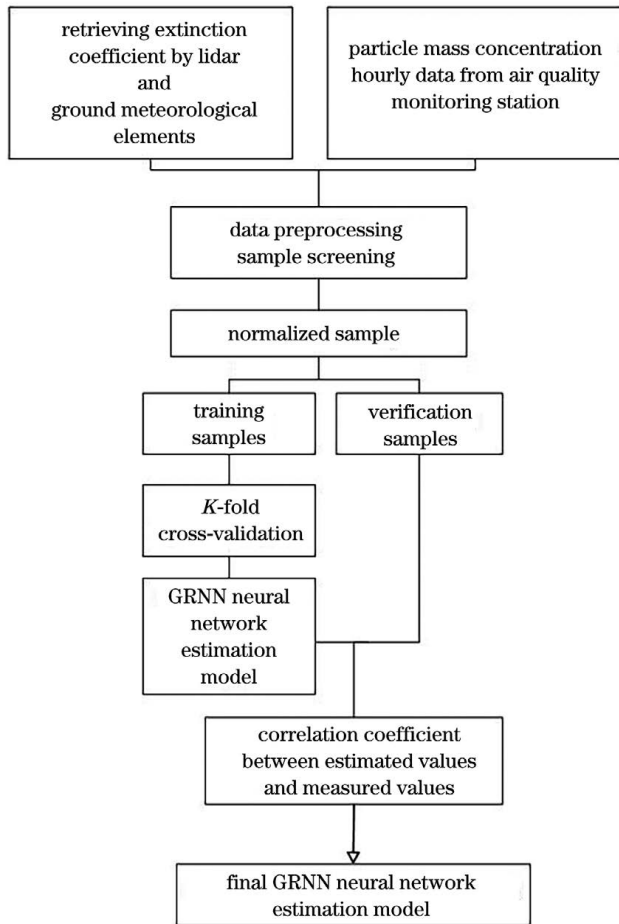 retrieving extinction
coefficient by lidar
and
ground meteorological
elements
particle mass concentration
hourly data from air quality
monitoring station
data preprocessing
sample screening
normalized sample
training
samples
verification
samples
K-fold
cross-validation
GRNN neural
network
estimation
model
correlation coefficient
between estimated values
and measured values
final GRNN neural network
estimation model